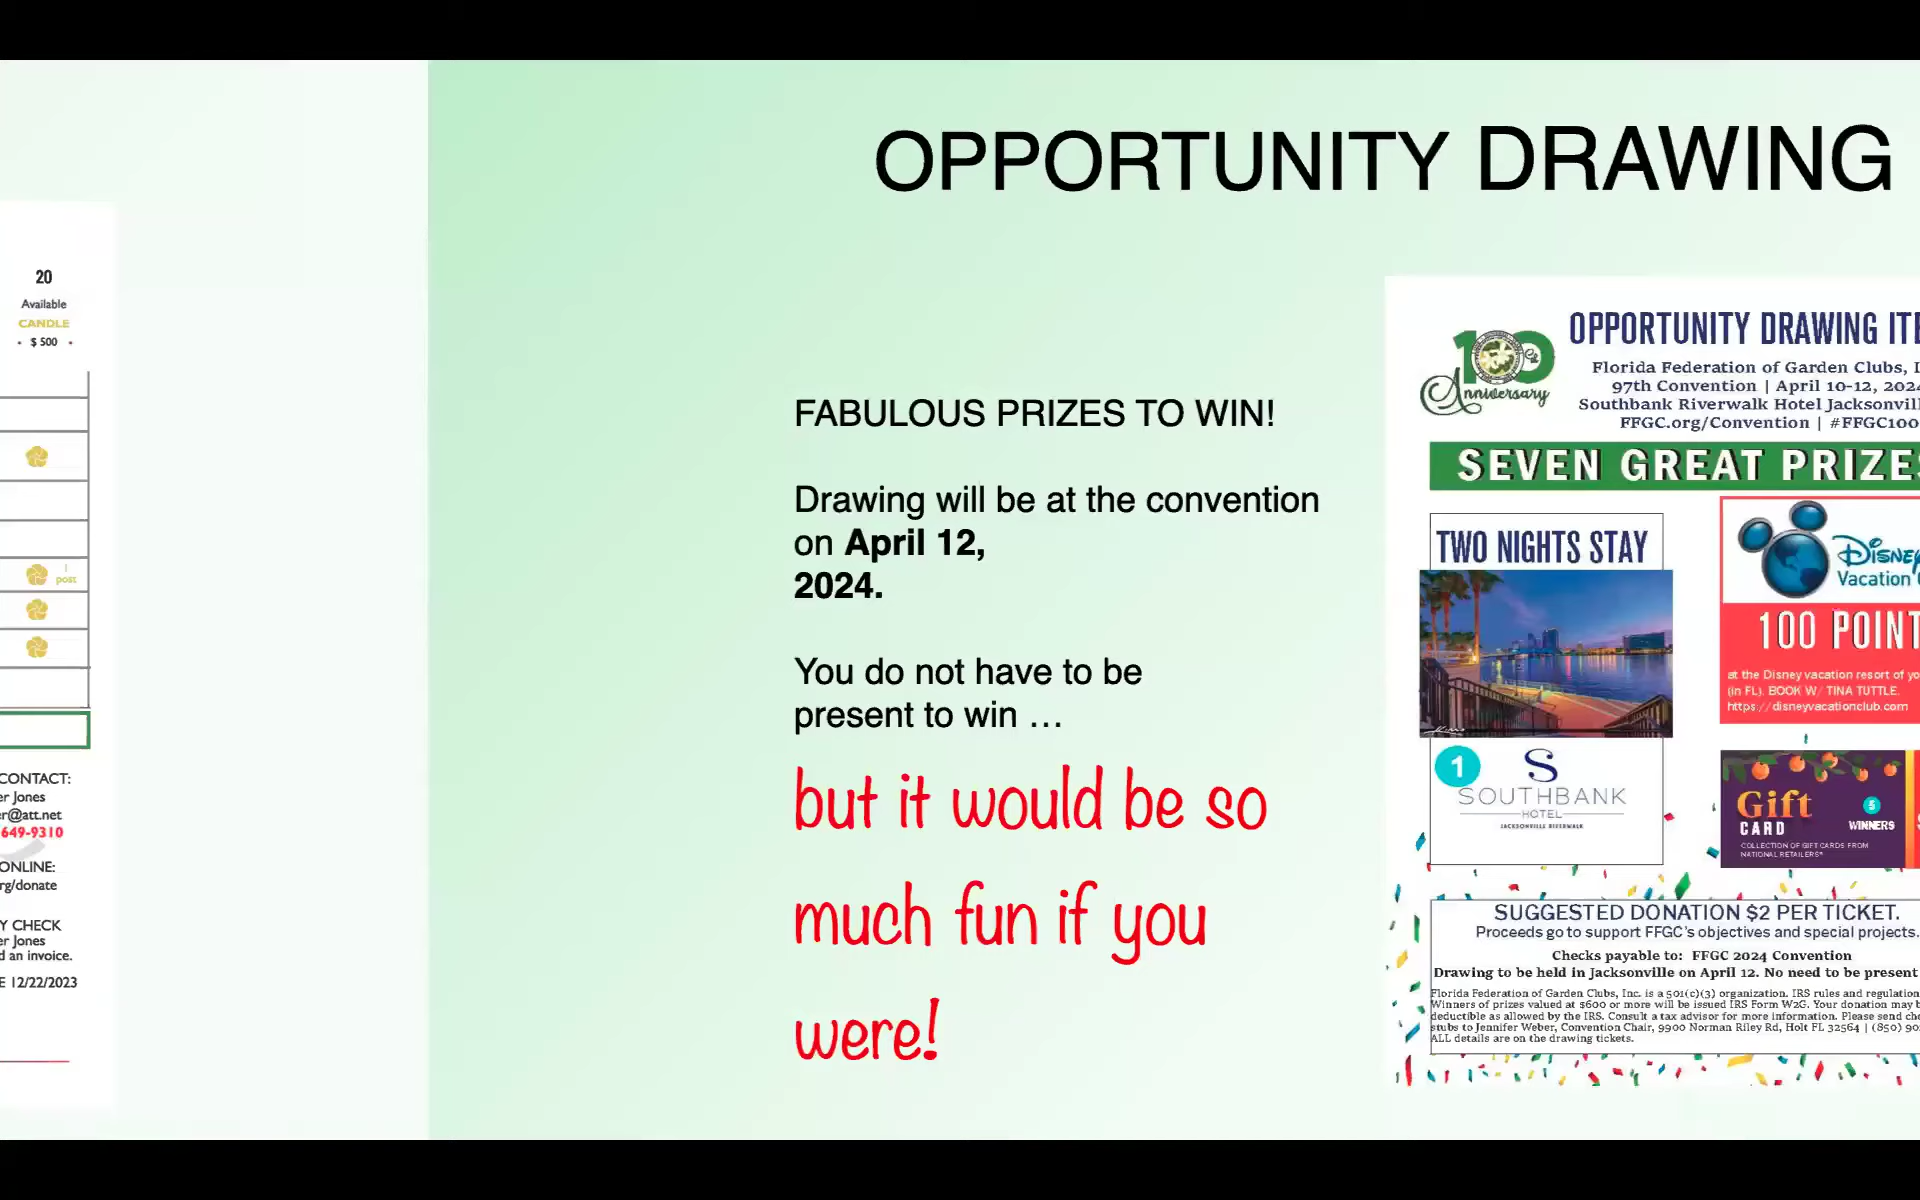 20
Available
CANDLE
• $ 500 •
1
post
CONTACT:
er Jones
r@att.net
649-9310
ONLINE:
rg/donate
Y CHECK
er Jones
d an invoice.
E 12/22/2023
OPPORTUNITY DRAWING
FABULOUS PRIZES TO WIN!
Drawing will be at the convention
on April 12,
2024.
You do not have to be
present to win …
but it would be so
much fun if you
were!
100
Anniversary
OPPORTUNITY DRAWING ITE
Florida Federation of Garden Clubs, I
97th Convention | April 10-12, 2024
Southbank Riverwalk Hotel Jacksonvill
FFGC.org/Convention | #FFGC100
SEVEN GREAT PRIZES
TWO NIGHTS STAY
1
S
SOUTHBANK
HOTEL
JACKSONVILLE RIVERWALK
Disney
Vacation C
100 POINT
at the Disney vacation resort of yo
(in FL). BOOK W/ TINA TUTTLE.
https://disneyvacationclub.com
Gift
CARD
5
WINNERS
COLLECTION OF GIFT CARDS FROM
NATIONAL RETAILERS*
SUGGESTED DONATION $2 PER TICKET.
Proceeds go to support FFGC's objectives and special projects.
Checks payable to: FFGC 2024 Convention
Drawing to be held in Jacksonville on April 12. No need to be present
Florida Federation of Garden Clubs, Inc. is a 501(c)(3) organization. IRS rules and regulation
Winners of prizes valued at $600 or more will be issued IRS Form W2G. Your donation may b
deductible as allowed by the IRS. Consult a tax advisor for more information. Please send che
stubs to Jennifer Weber, Convention Chair, 9900 Norman Riley Rd, Holt FL 32564 | (850) 90
ALL details are on the drawing tickets.